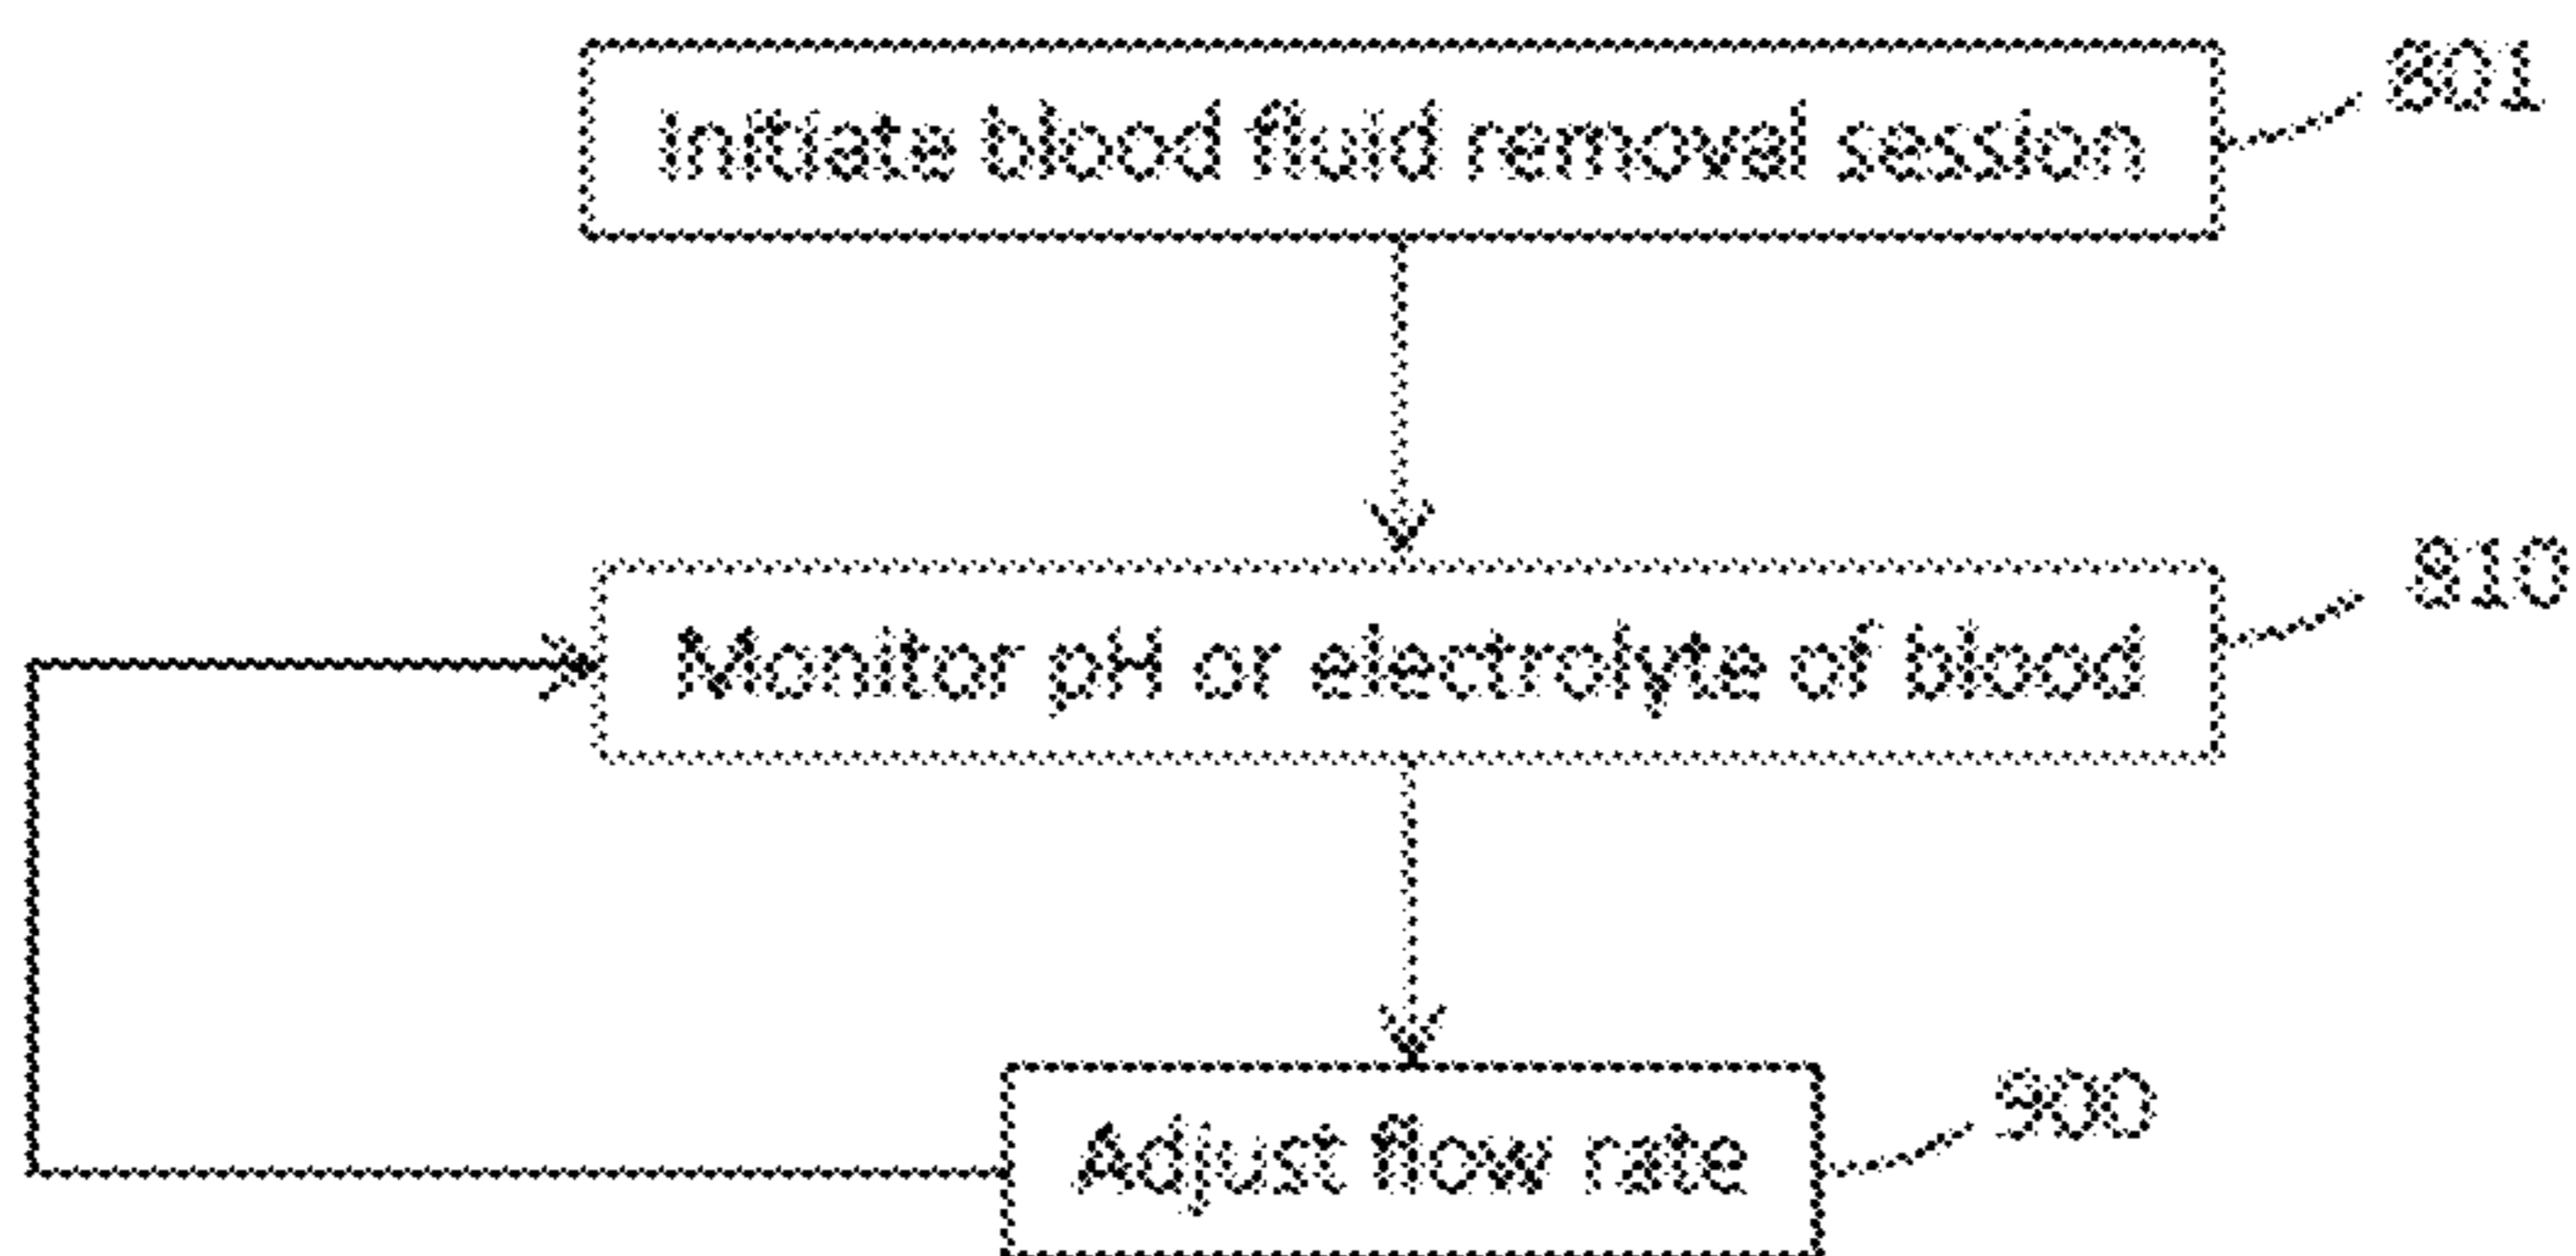 Initiate blood fluid removal session
801
Monitor pH or electrolyte of blood
810
Adjust flow rate
900